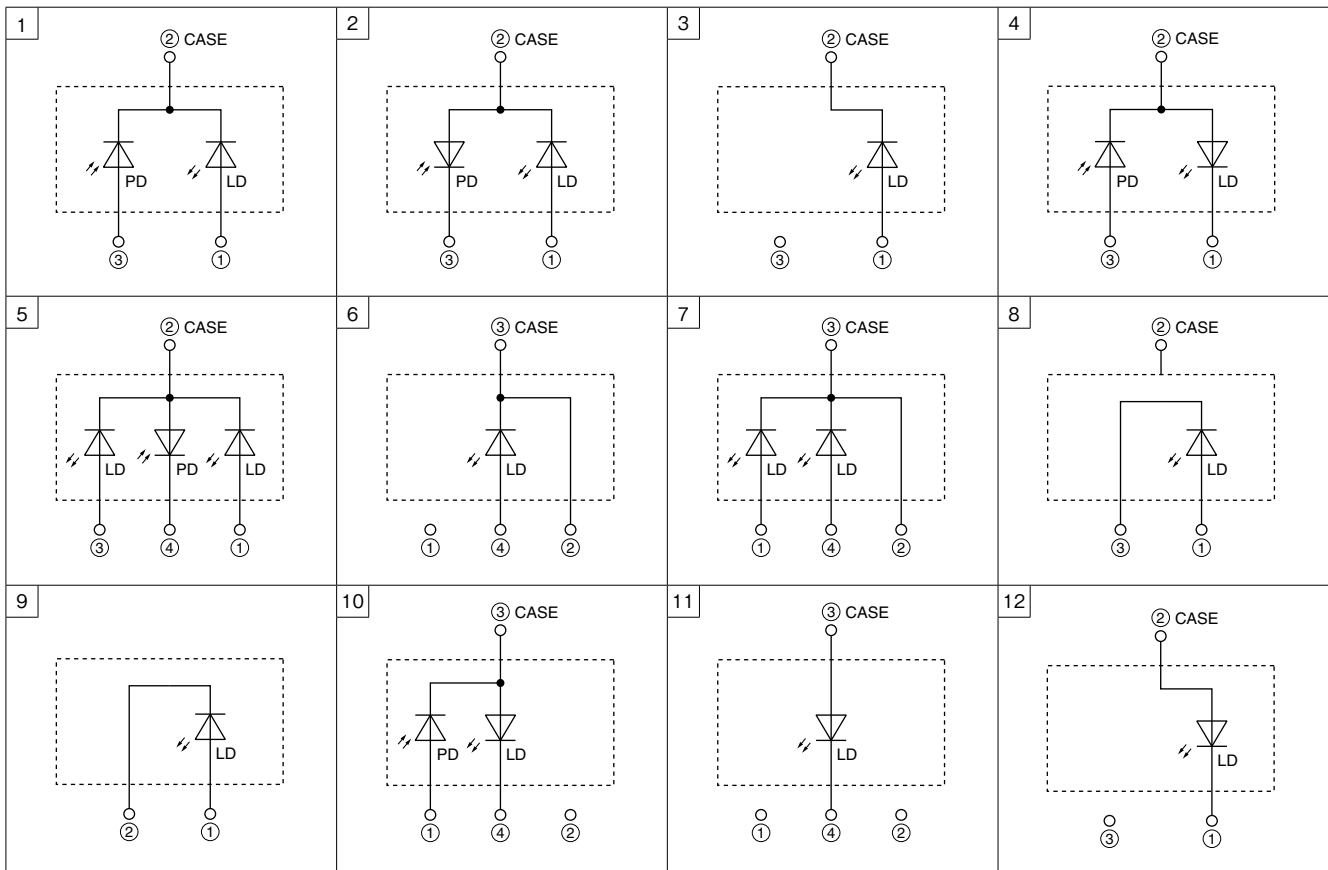 1
② CASE
PD
LD
③
①
2
② CASE
PD
LD
③
①
3
② CASE
LD
③
①
4
② CASE
PD
LD
③
①
5
② CASE
LD
PD
LD
③
④
①
6
③ CASE
LD
①
④
②
7
③ CASE
LD
LD
①
④
②
8
② CASE
LD
③
①
9
LD
②
①
10
③ CASE
PD
LD
①
④
②
11
③ CASE
LD
①
④
②
12
② CASE
LD
③
①